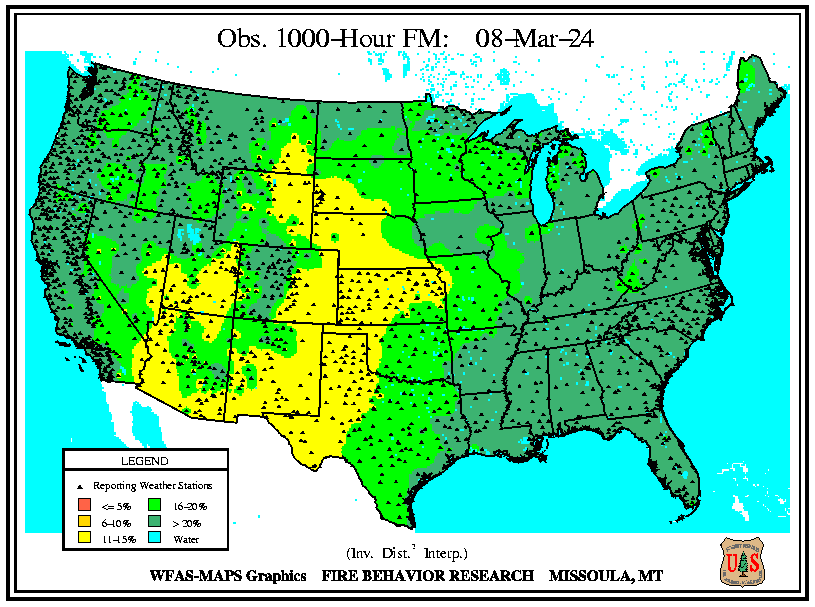 Obs. 1000-Hour FM: 08-Mar-24
LEGEND
Reporting Weather Stations
<= 5% 16-20%
6-10% > 20%
11-15% Water
(Inv. Dist.² Interp.)
WFAS-MAPS Graphics FIRE BEHAVIOR RESEARCH MISSOULA, MT
U S